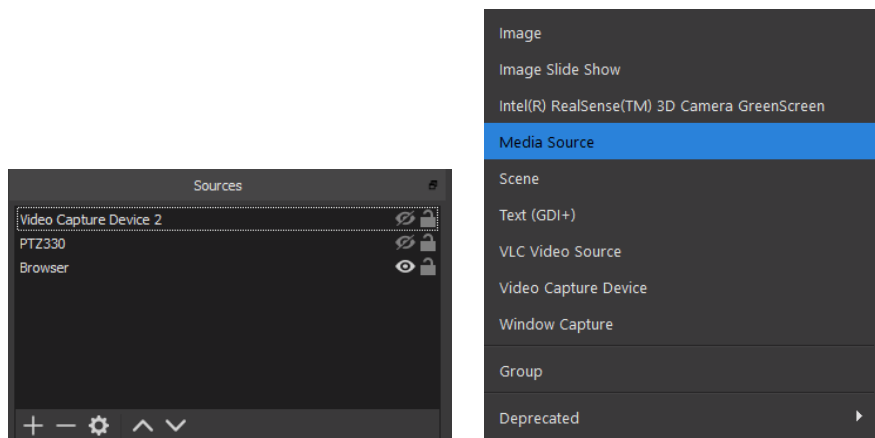 Sources
Video Capture Device 2
PTZ330
Browser
Image
Image Slide Show
Intel(R) RealSense(TM) 3D Camera GreenScreen
Media Source
Scene
Text (GDI+)
VLC Video Source
Video Capture Device
Window Capture
Group
Deprecated